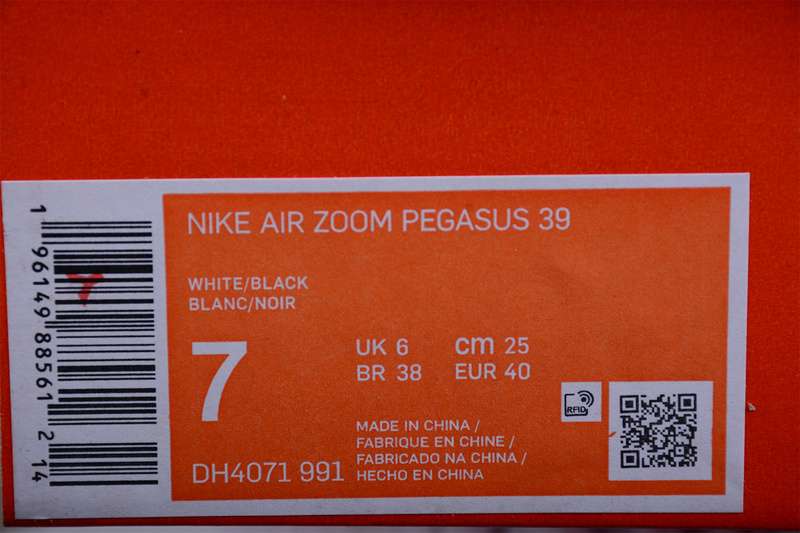 NIKE AIR ZOOM PEGASUS 39
WHITE/BLACK
BLANC/NOIR
7
UK 6
cm 25
BR 38
EUR 40
MADE IN CHINA /
FABRIQUE EN CHINE /
FABRICADO NA CHINA /
HECHO EN CHINA
DH4071 991
RFID
1 96149 88561 2 14